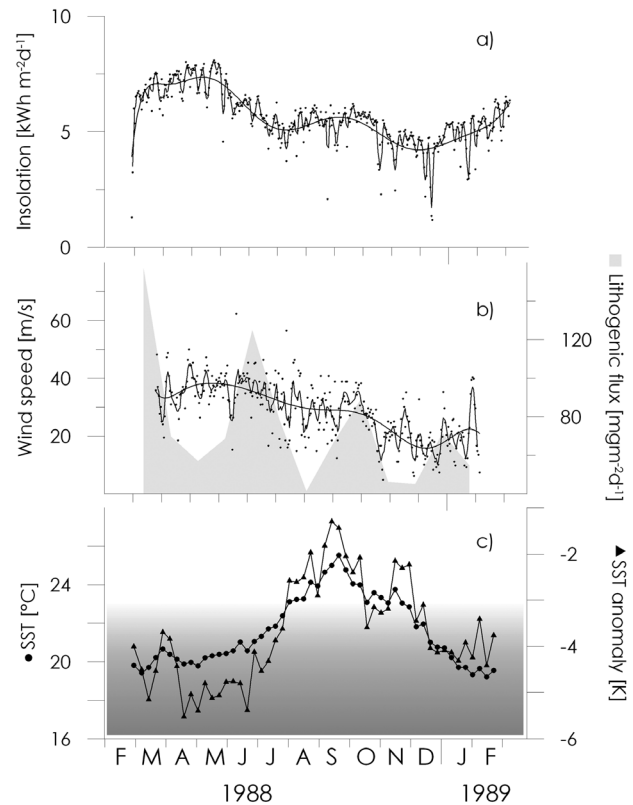 10
a)
5
0
Insolation [kWh m-2d-1]
60
40
20
b)
120
80
Wind speed [m/s]
Lithogenic flux [mgm-2d-1]
24
20
16
c)
-2
-4
-6
SST [°C]
SST anomaly [K]
F M A M J J A S O N D J F
1988 1989